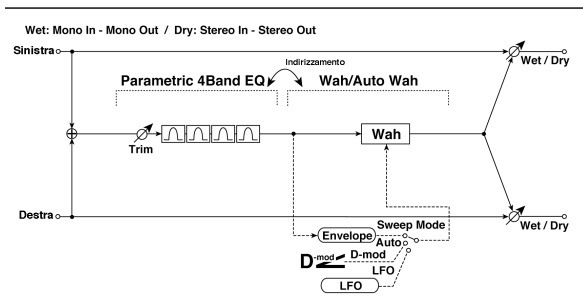 Wet: Mono In - Mono Out / Dry: Stereo In - Stereo Out
Sinistra
Wet / Dry
Indirizzamento
Parametric 4Band EQ
Wah/Auto Wah
Trim
Wah
Destra
Wet / Dry
Sweep Mode
Envelope
Auto
D-mod
D-mod
LFO
LFO